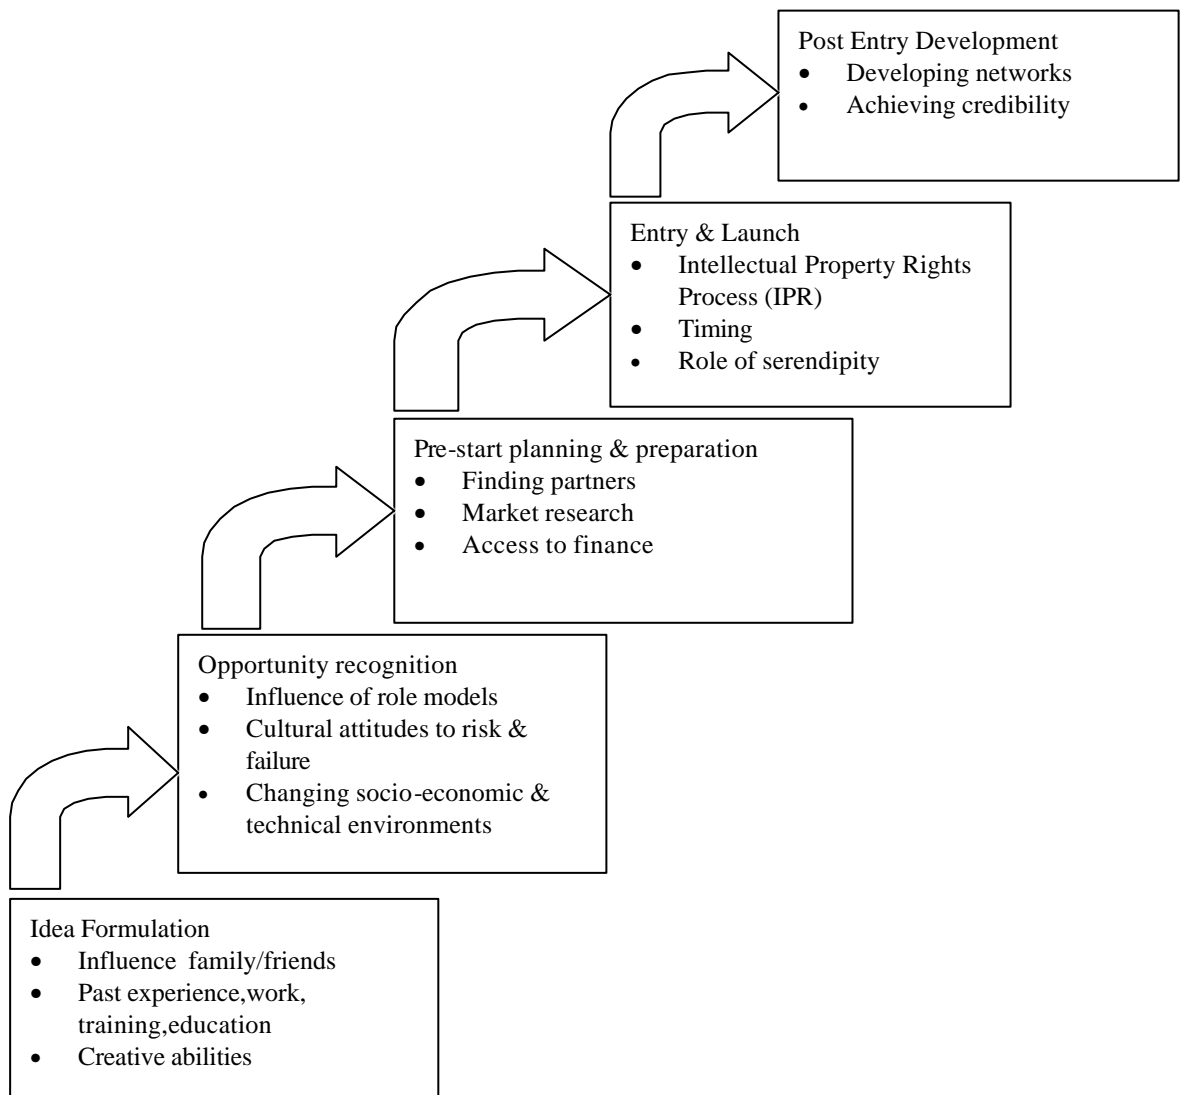 Post Entry Development
• Developing networks
• Achieving credibility
Entry & Launch
• Intellectual Property Rights
Process (IPR)
• Timing
• Role of serendipity
Pre-start planning & preparation
• Finding partners
• Market research
• Access to finance
Opportunity recognition
• Influence of role models
• Cultural attitudes to risk &
failure
• Changing socio-economic &
technical environments
Idea Formulation
• Influence family/friends
• Past experience,work,
training,education
• Creative abilities